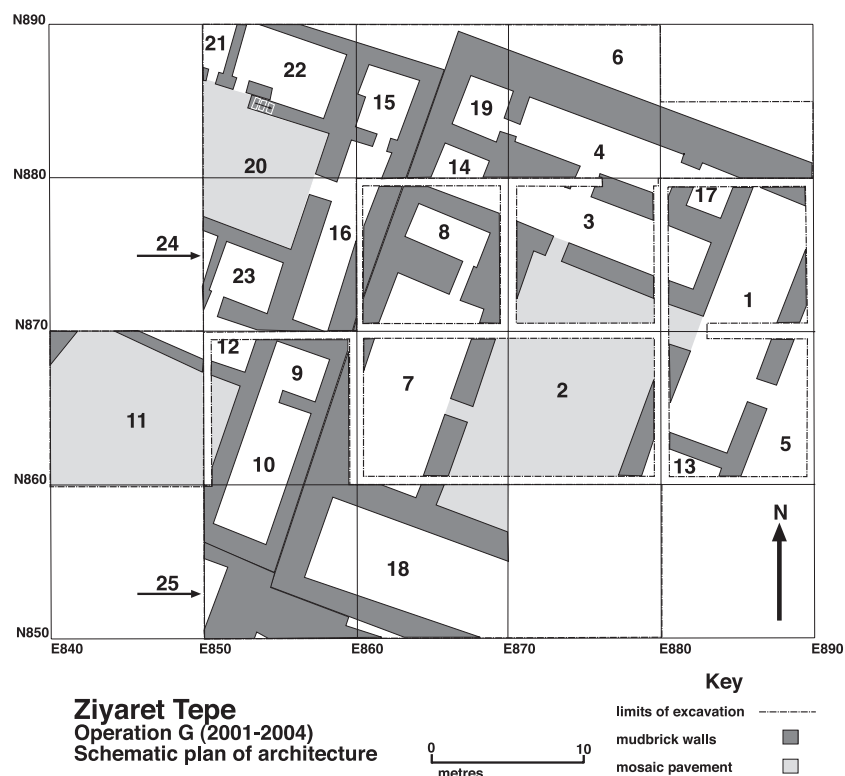 N890
21
22
6
15
19
4
20
14
N880
17
3
16
8
24
23
1
N870
12
9
7
2
11
10
5
13
N860
N
18
25
N850
E840
E850
E860
E870
E880
E890
Key
limits of excavation
Ziyaret Tepe
Operation G (2001-2004)
mudbrick walls
Schematic plan of architecture
0
10
metres
mosaic pavement